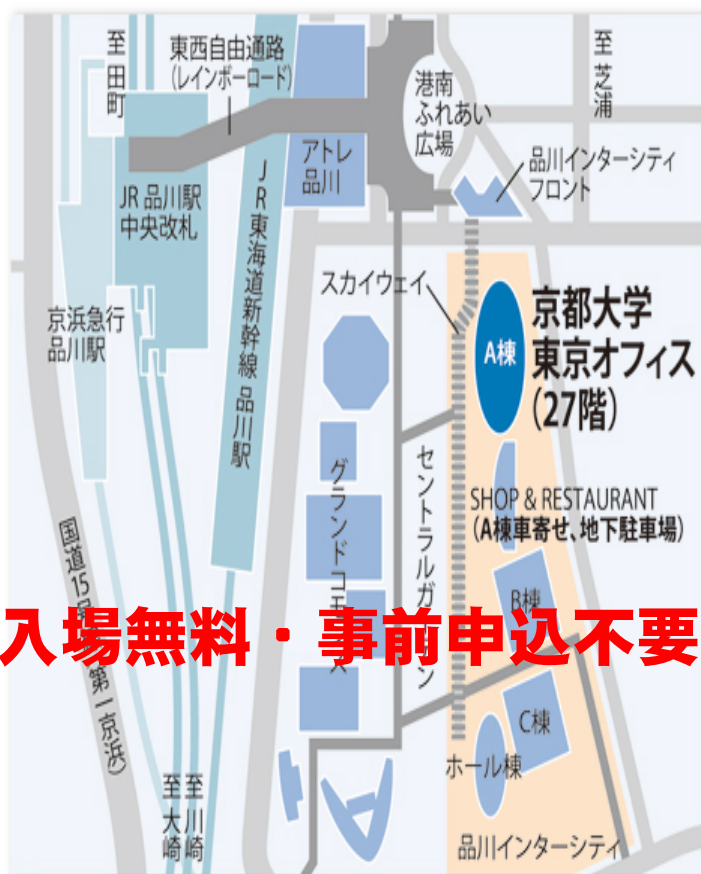 至田町
東西自由通路
(レインボーロード)
港南
ふれあい
広場
至芝浦
アトレ
品川
品川インターシティ
フロント
JR 品川駅
中央改札
JR東海道新幹線 品川駅
スカイウェイ
京浜急行
品川駅
A棟
京都大学
東京オフィス
(27階)
グランドコモ
セントラルガ
SHOP & RESTAURANT
(A棟車寄せ、地下駐車場)
国道15
B棟
入場無料・事前申込不要
第一京浜)
C棟
ホール棟
至大崎
至川崎
品川インターシティ